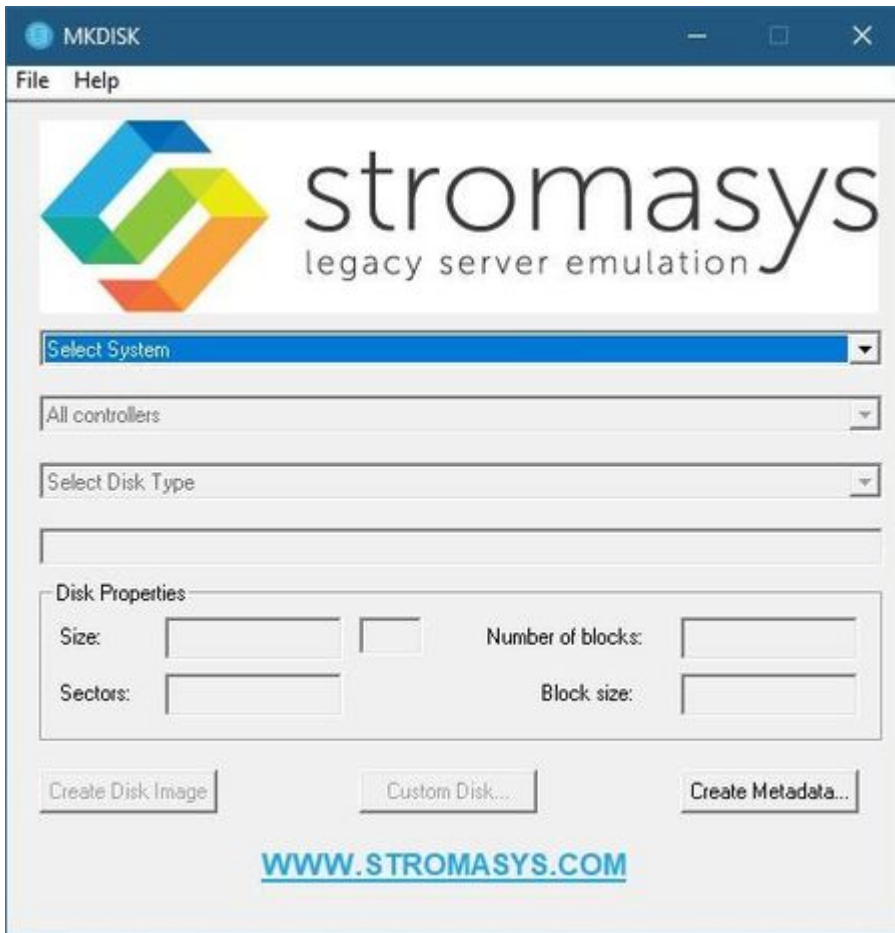 MKDISK
File Help
stromasys
legacy server emulation
Select System
All controllers
Select Disk Type
Disk Properties
Size: Number of blocks:
Sectors: Block size:
Create Disk Image Custom Disk... Create Metadata...
WWW.STROMASYS.COM